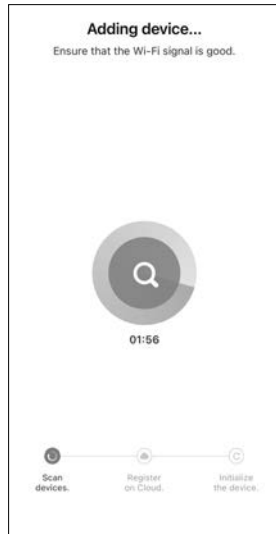 Adding device...
Ensure that the Wi-Fi signal is good.
01:56
Scan
devices.
Register
on Cloud.
Initialize
the device.